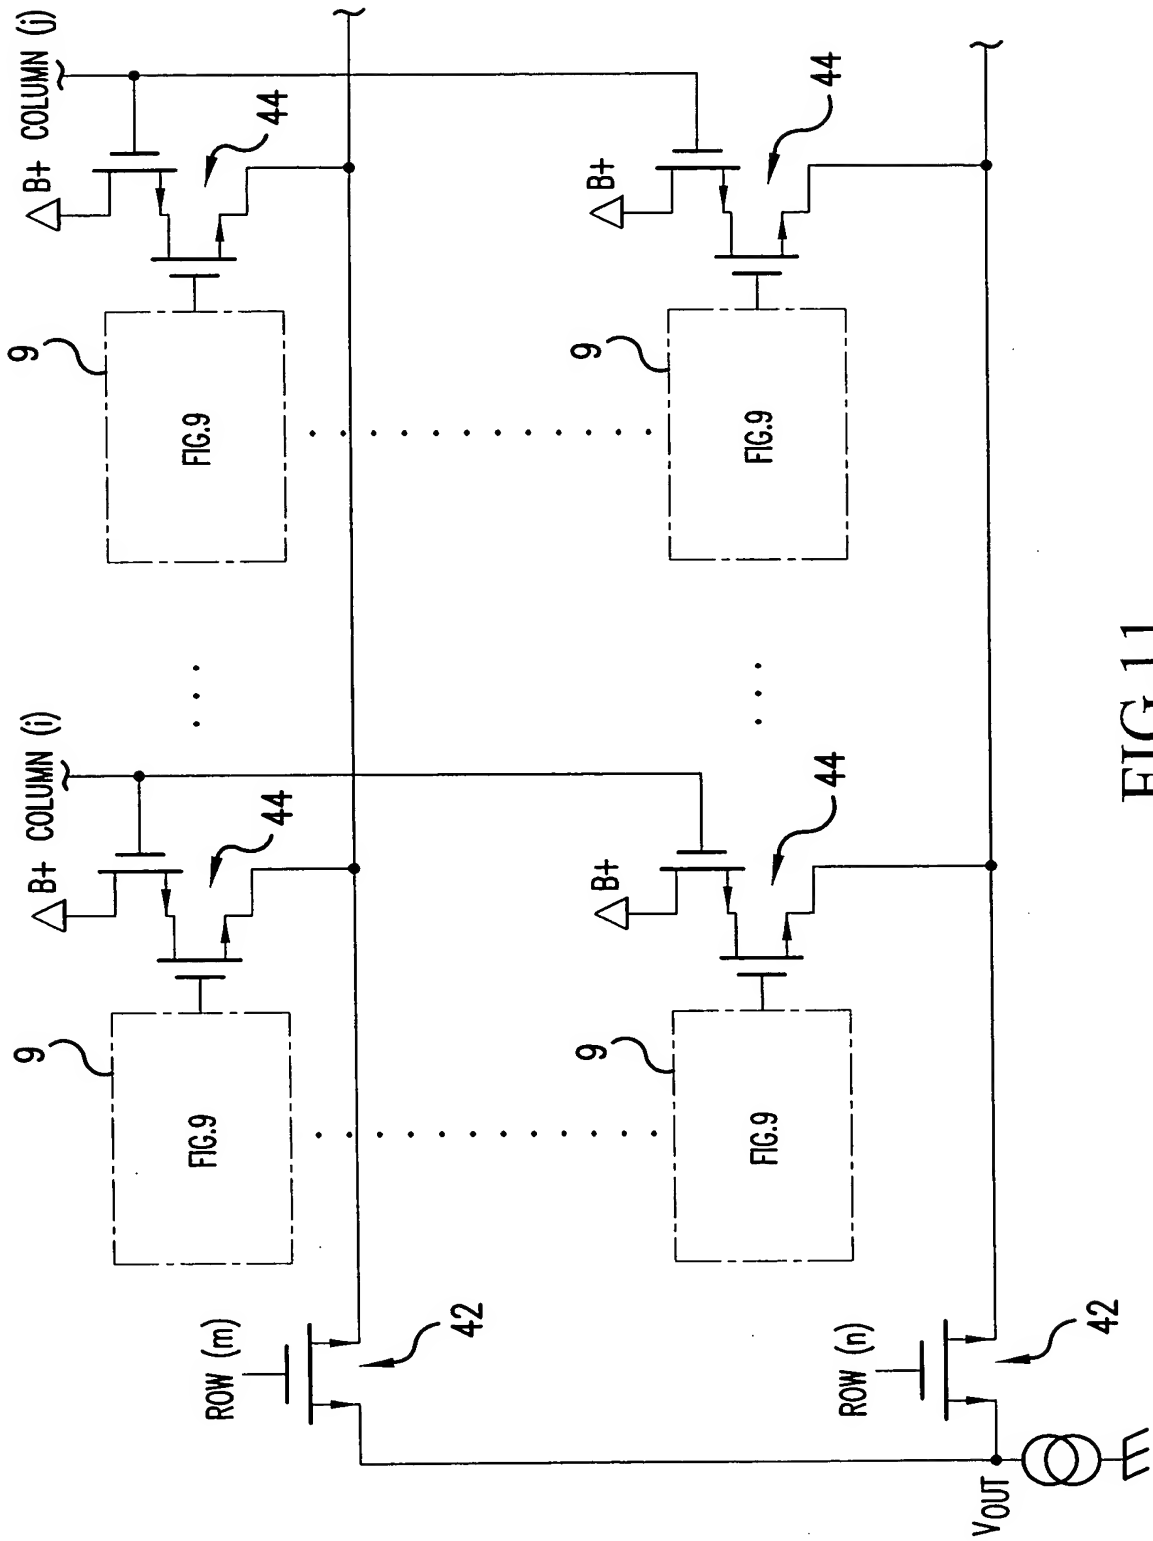 B+ COLUMN (i)
44
9
FIG.9
B+ COLUMN (j)
44
9
FIG.9
ROW (m)
42
B+
44
9
FIG.9
B+
44
9
FIG.9
ROW (n)
42
VOUT
FIG.11